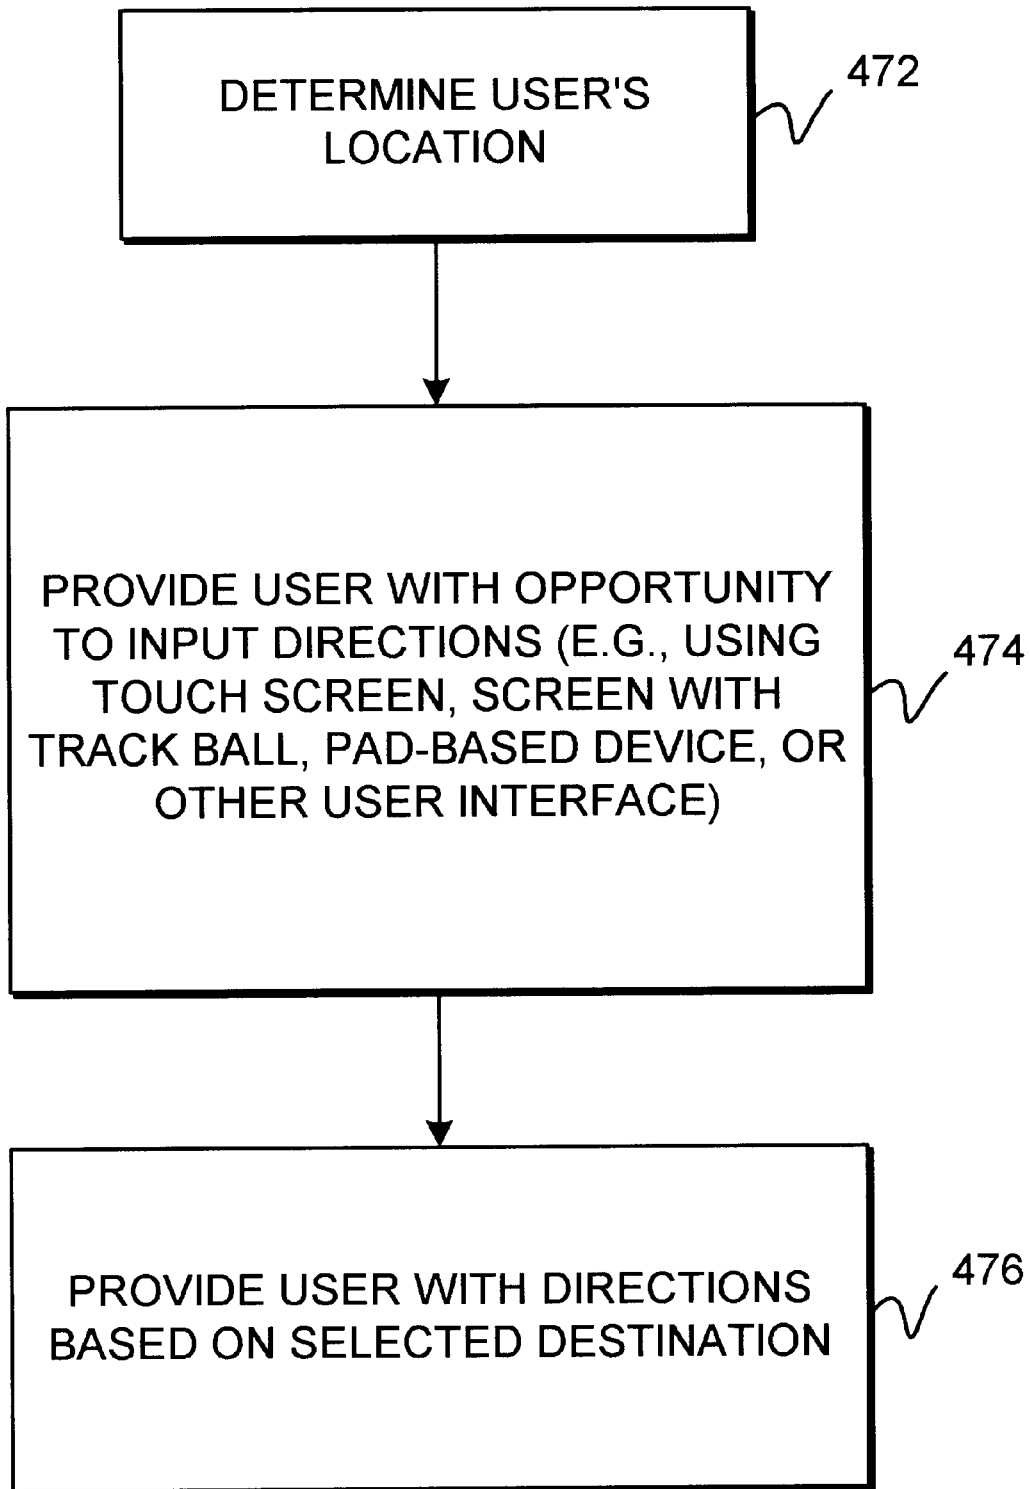 DETERMINE USER'S
LOCATION
472
PROVIDE USER WITH OPPORTUNITY
TO INPUT DIRECTIONS (E.G., USING
TOUCH SCREEN, SCREEN WITH
TRACK BALL, PAD-BASED DEVICE, OR
OTHER USER INTERFACE)
474
PROVIDE USER WITH DIRECTIONS
BASED ON SELECTED DESTINATION
476